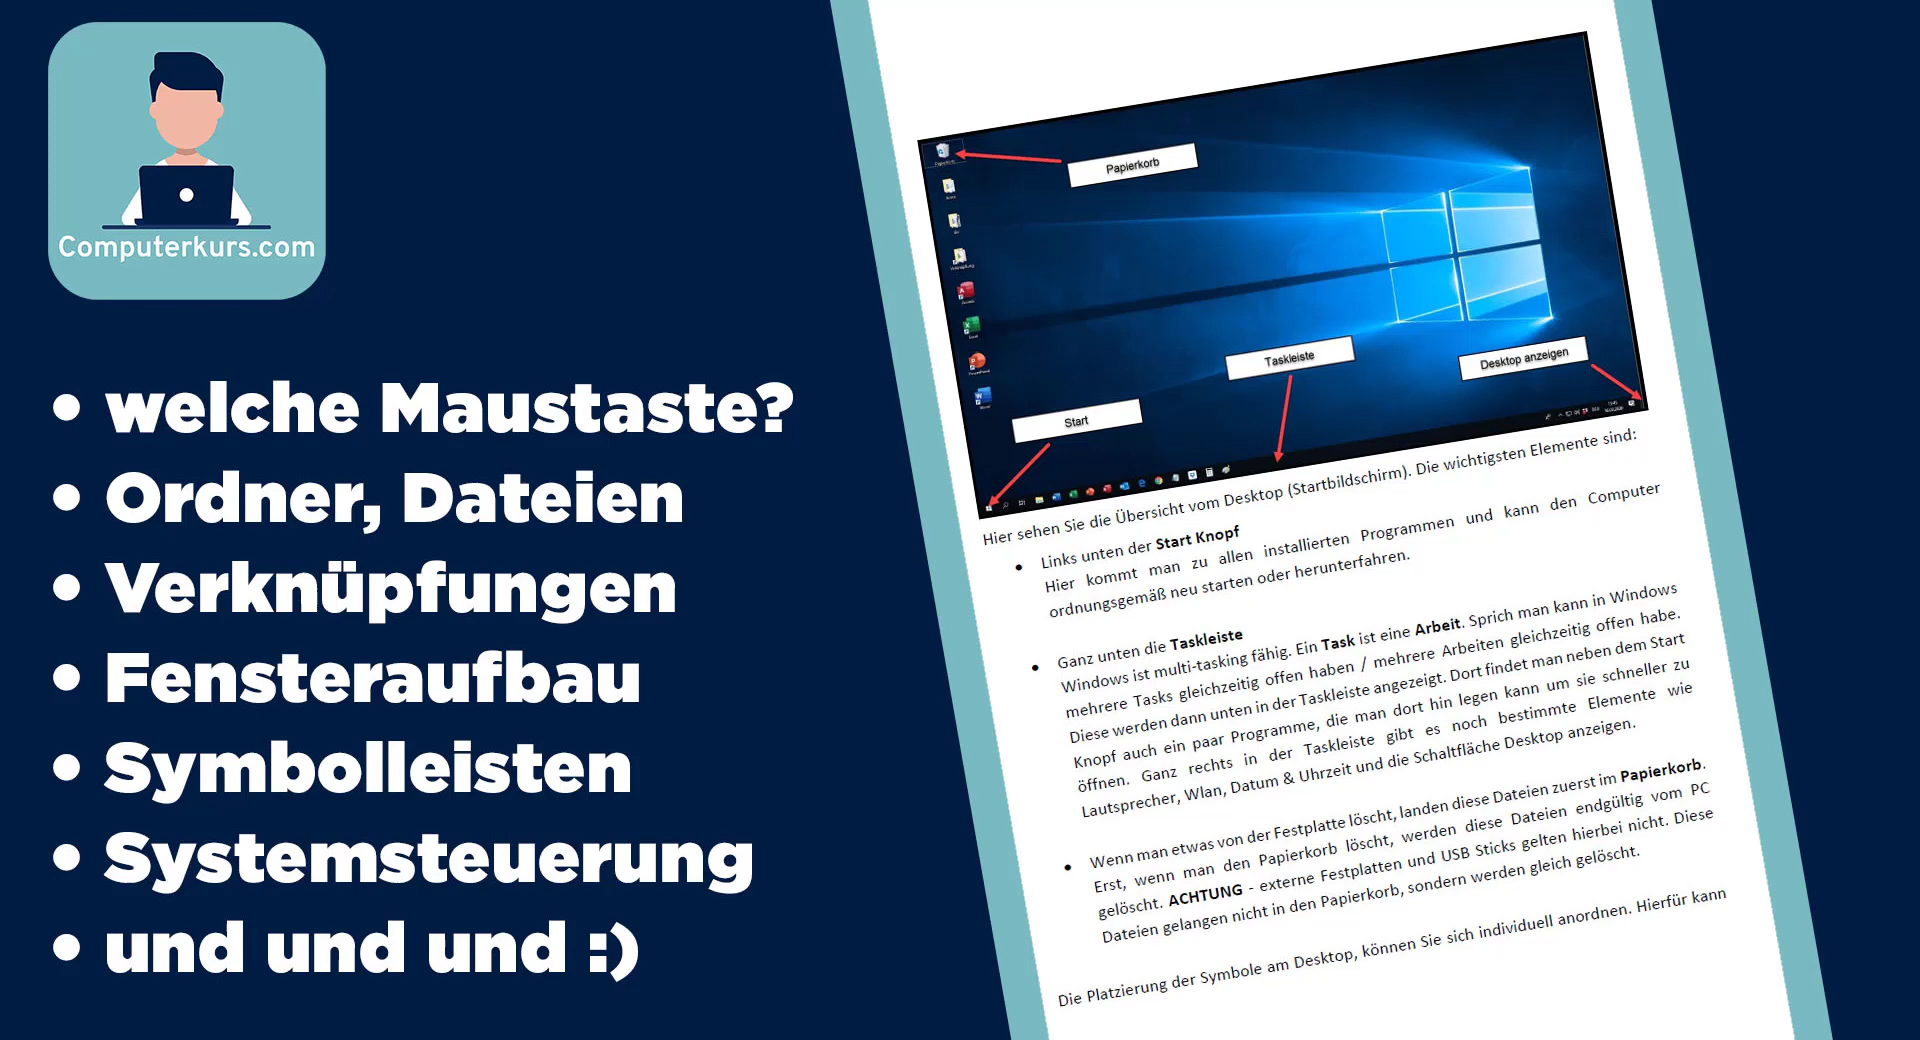 Computerkurs.com
• welche Maustaste?
• Ordner, Dateien
• Verknüpfungen
• Fensteraufbau
• Symbolleisten
• Systemsteuerung
• und und und :)
Papierkorb
Taskleiste
Desktop anzeigen
Start
Hier sehen Sie die Übersicht vom Desktop (Startbildschirm). Die wichtigsten Elemente sind:
• Links unten der Start Knopf
Hier kommt man zu allen installierten Programmen und kann den Computer
ordnungsgemäß neu starten oder herunterfahren.
• Ganz unten die Taskleiste
Windows ist multi-tasking fähig. Ein Task ist eine Arbeit. Sprich man kann in Windows
mehrere Tasks gleichzeitig offen haben / mehrere Arbeiten gleichzeitig offen habe.
Diese werden dann unten in der Taskleiste angezeigt. Dort findet man neben dem Start
Knopf auch ein paar Programme, die man dort hin legen kann um sie schneller zu
öffnen. Ganz rechts in der Taskleiste gibt es noch bestimmte Elemente wie
Lautsprecher, Wlan, Datum & Uhrzeit und die Schaltfläche Desktop anzeigen.
• Wenn man etwas von der Festplatte löscht, landen diese Dateien zuerst im Papierkorb.
Erst, wenn man den Papierkorb löscht, werden diese Dateien endgültig vom PC
gelöscht. ACHTUNG - externe Festplatten und USB Sticks gelten hierbei nicht. Diese
Dateien gelangen nicht in den Papierkorb, sondern werden gleich gelöscht.
Die Platzierung der Symbole am Desktop, können Sie sich individuell anordnen. Hierfür kann